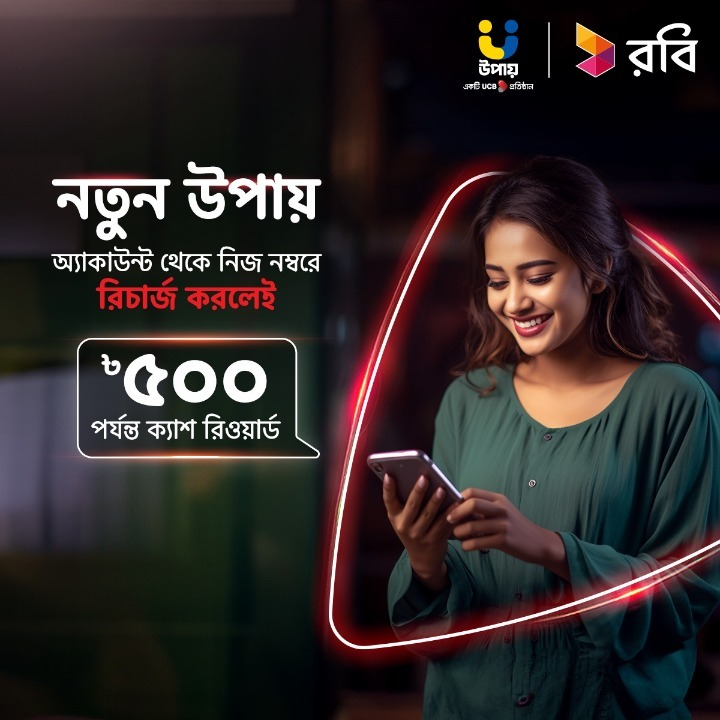 উপায়
একটি UCB প্রতিষ্ঠান
রবি
নতুন উপায়
অ্যাকাউন্ট থেকে নিজ নম্বরে
রিচার্জ করলেই
৳৫০০
পর্যন্ত ক্যাশ রিওয়ার্ড